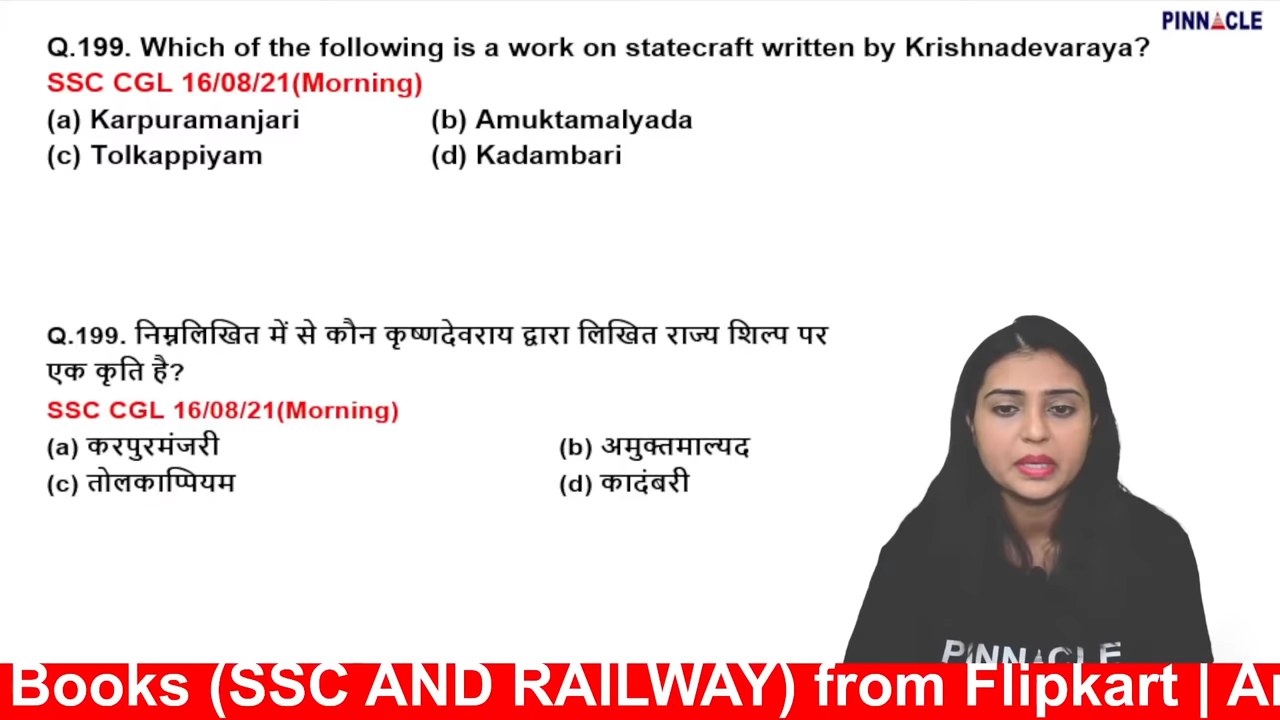 PINNACLE
Q.199. Which of the following is a work on statecraft written by Krishnadevaraya?
SSC CGL 16/08/21(Morning)
(a) Karpuramanjari (b) Amuktamalyada
(c) Tolkappiyam (d) Kadambari
Q.199. निम्नलिखित में से कौन कृष्णदेवराय द्वारा लिखित राज्य शिल्प पर
एक कृति है?
SSC CGL 16/08/21(Morning)
(a) करपुरमंजरी (b) अमुक्तमाल्यद
(c) तोलकाप्पियम (d) कादंबरी
PINNACLE
Books (SSC AND RAILWAY) from Flipkart |